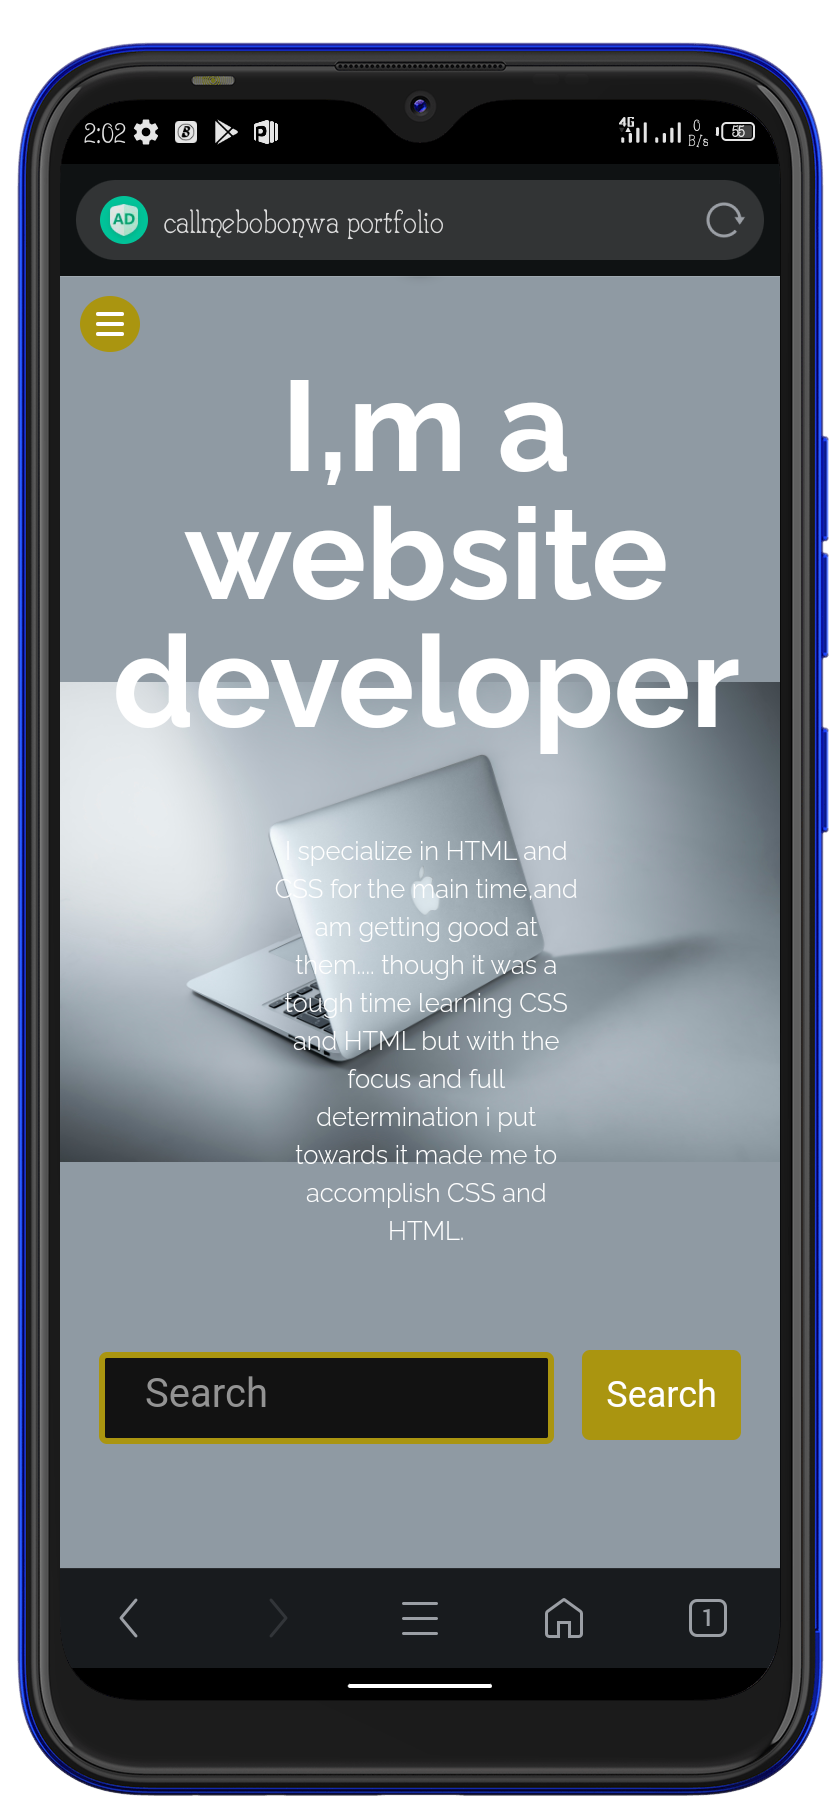 2:02
4G
0
B/s
55
AD
callmebobonwa portfolio
I,m a
website
developer
I specialize in HTML and
CSS for the main time,and
am getting good at
them.... though it was a
tough time learning CSS
and HTML but with the
focus and full
determination i put
towards it made me to
accomplish CSS and
HTML.
Search
Search
1